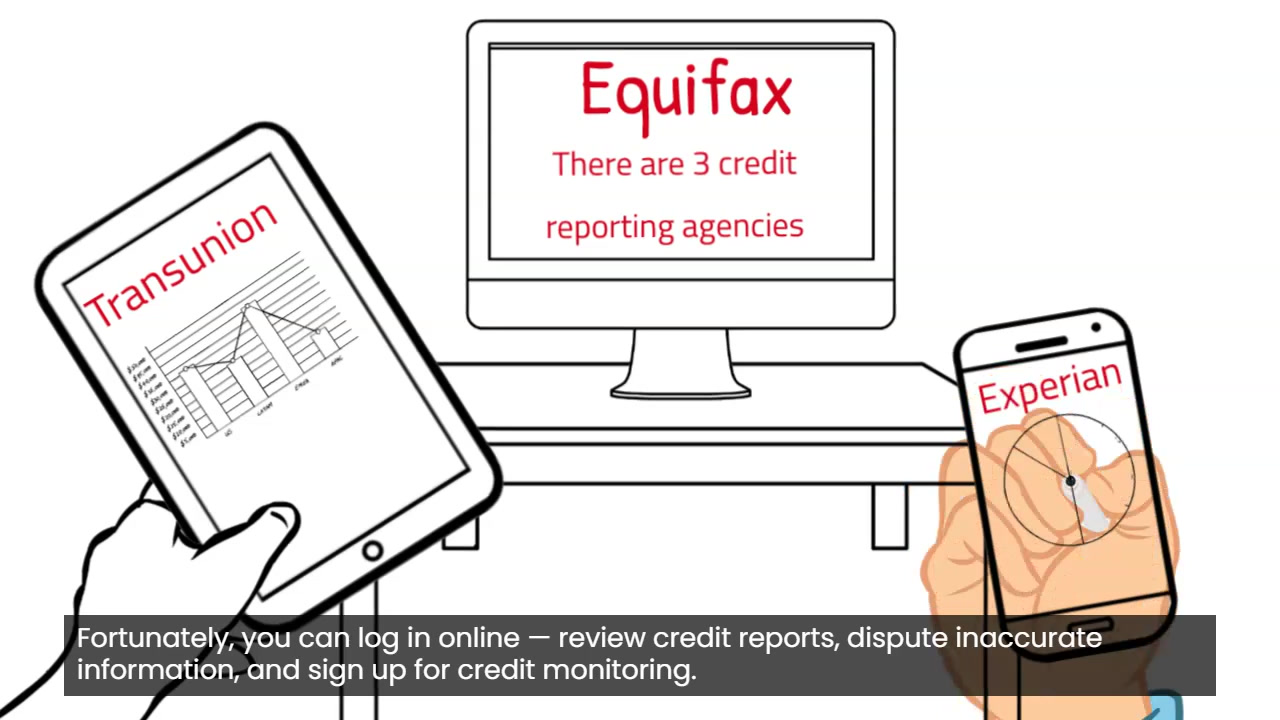 Equifax
There are 3 credit
reporting agencies
Transunion
Experian
Fortunately, you can log in online — review credit reports, dispute inaccurate
information, and sign up for credit monitoring.